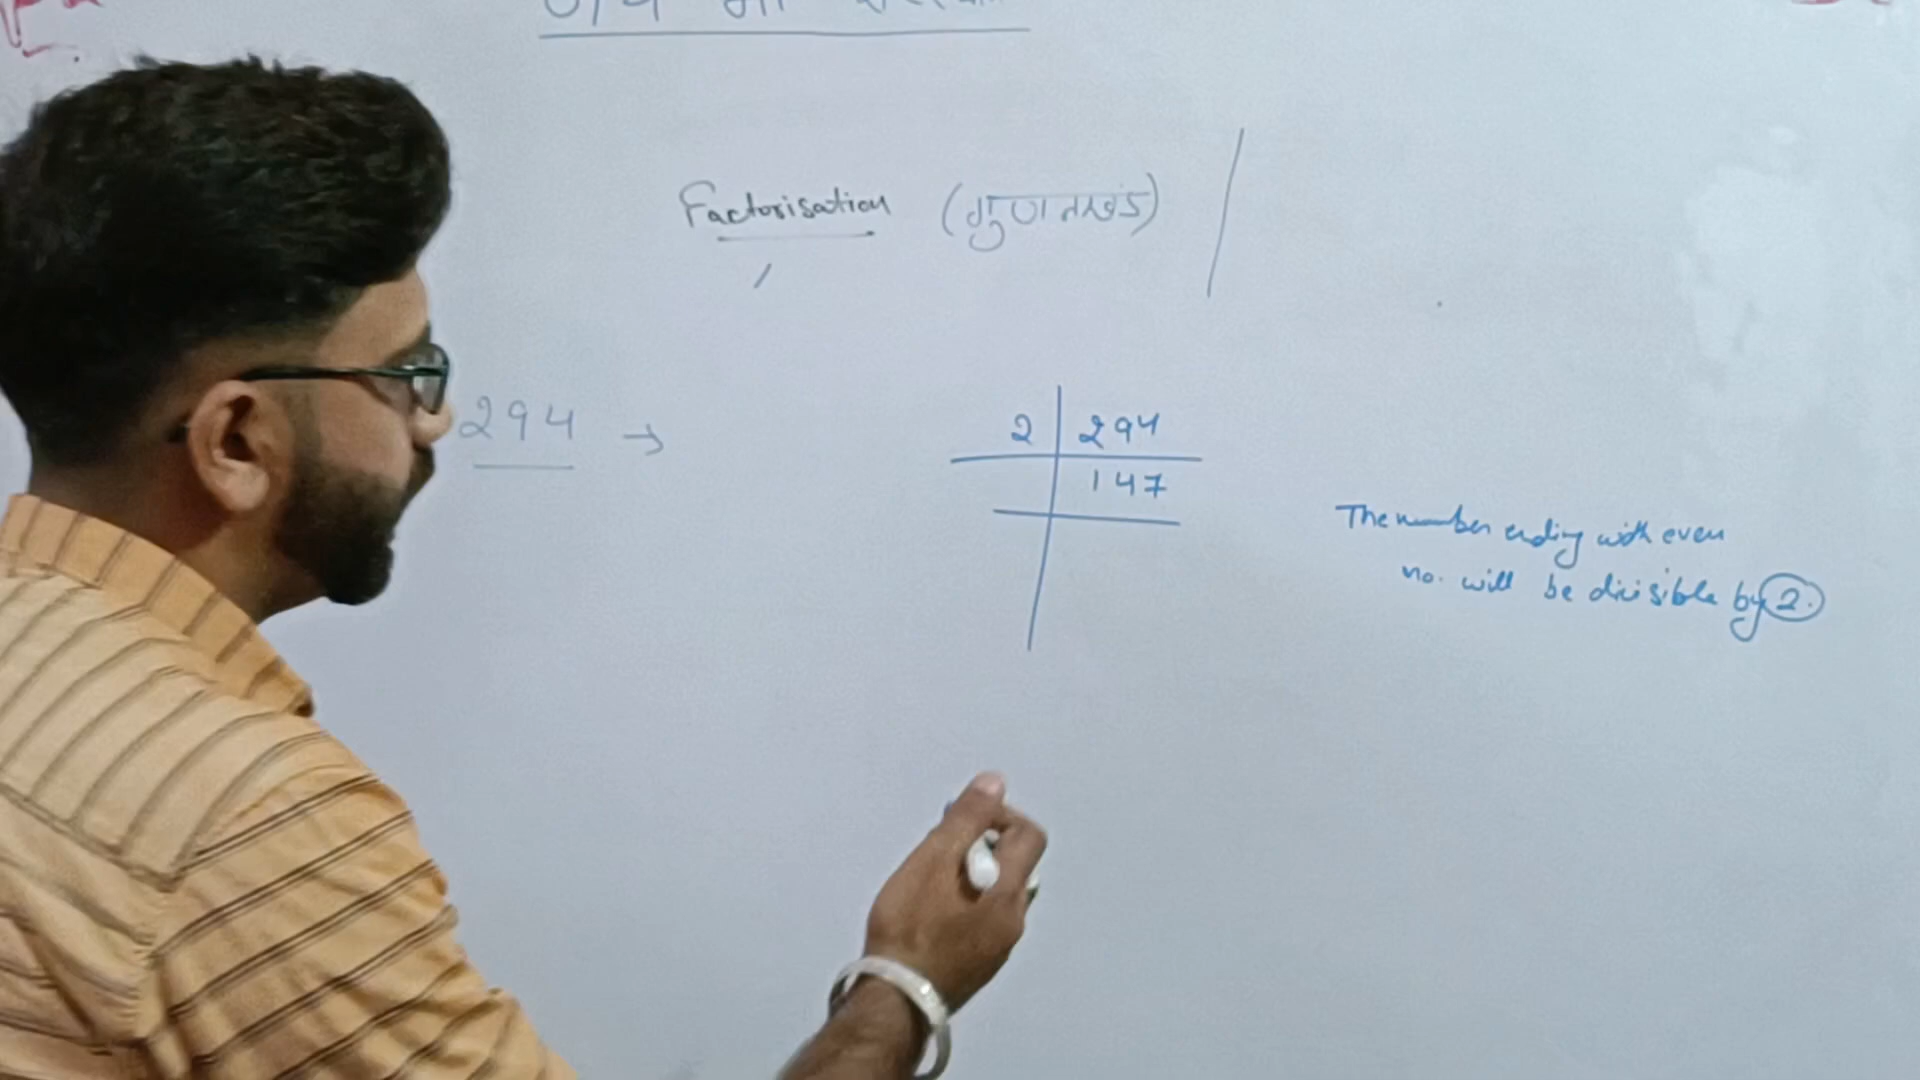 Factorisation (गुणनखंड)
294 →
2 | 294
147
The number ending with even
no. will be divisible by 2.